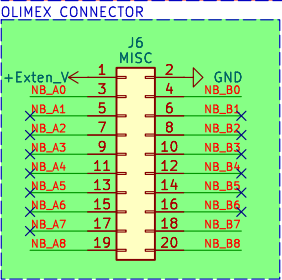 OLIMEX CONNECTOR
J6
MISC
+Exten_V 1 2 GND
NB_A0 3 4 NB_B0
NB_A1 5 6 NB_B1
NB_A2 7 8 NB_B2
NB_A3 9 10 NB_B3
NB_A4 11 12 NB_B4
NB_A5 13 14 NB_B5
NB_A6 15 16 NB_B6
NB_A7 17 18 NB_B7
NB_A8 19 20 NB_B8